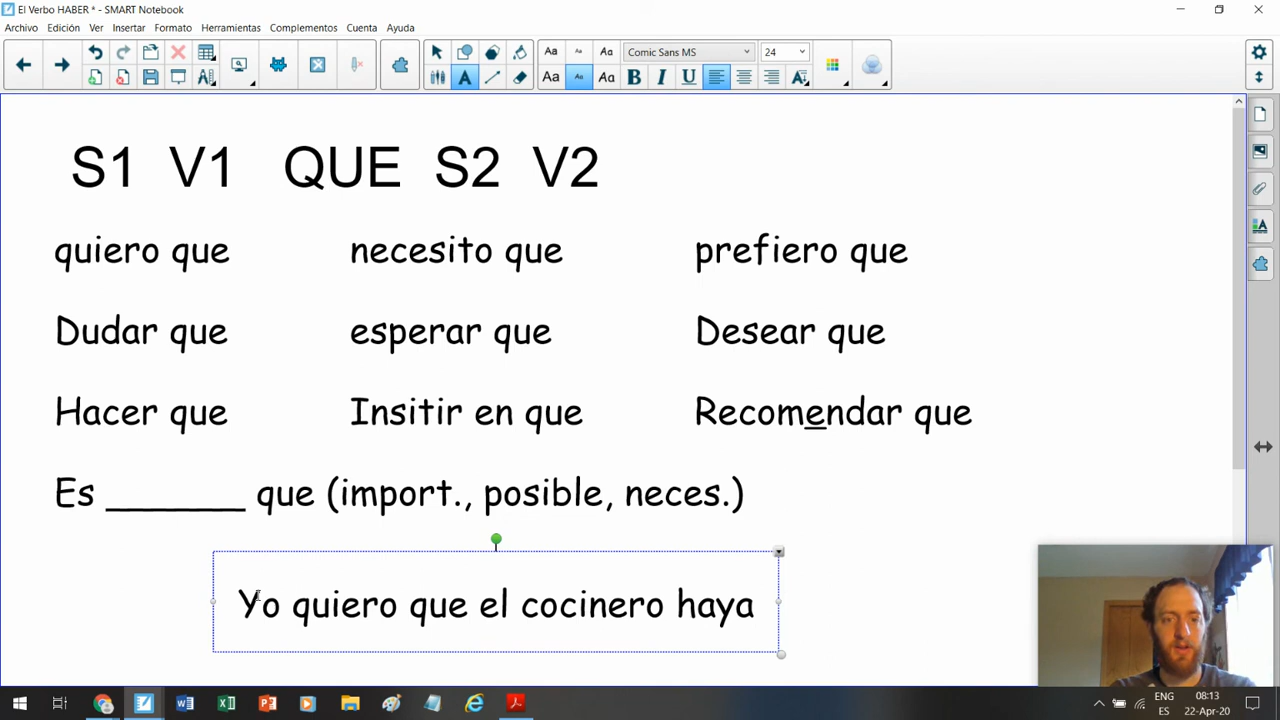 El Verbo HABER * - SMART Notebook
Archivo Edición Ver Insertar Formato Herramientas Complementos Cuenta Ayuda
Comic Sans MS 24
S1 V1 QUE S2 V2
quiero que necesito que prefiero que
Dudar que esperar que Desear que
Hacer que Insitir en que Recomendar que
Es ______ que (import., posible, neces.)
Yo quiero que el cocinero haya
ENG 08:13
ES 22-Apr-20